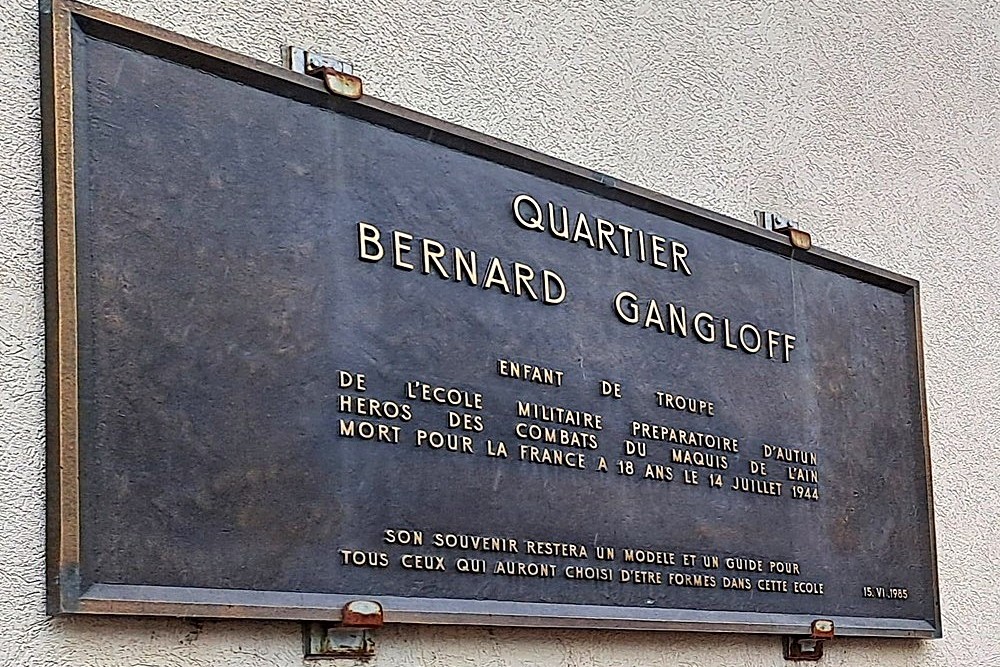 QUARTIER
BERNARD GANGLOFF
ENFANT DE TROUPE
DE L'ECOLE MILITAIRE PREPARATOIRE D'AUTUN
HEROS DES COMBATS DU MAQUIS DE L'AIN
MORT POUR LA FRANCE A 18 ANS LE 14 JUILLET 1944
SON SOUVENIR RESTERA UN MODELE ET UN GUIDE POUR
TOUS CEUX QUI AURONT CHOISI D'ETRE FORMES DANS CETTE ECOLE
15.VI.1985